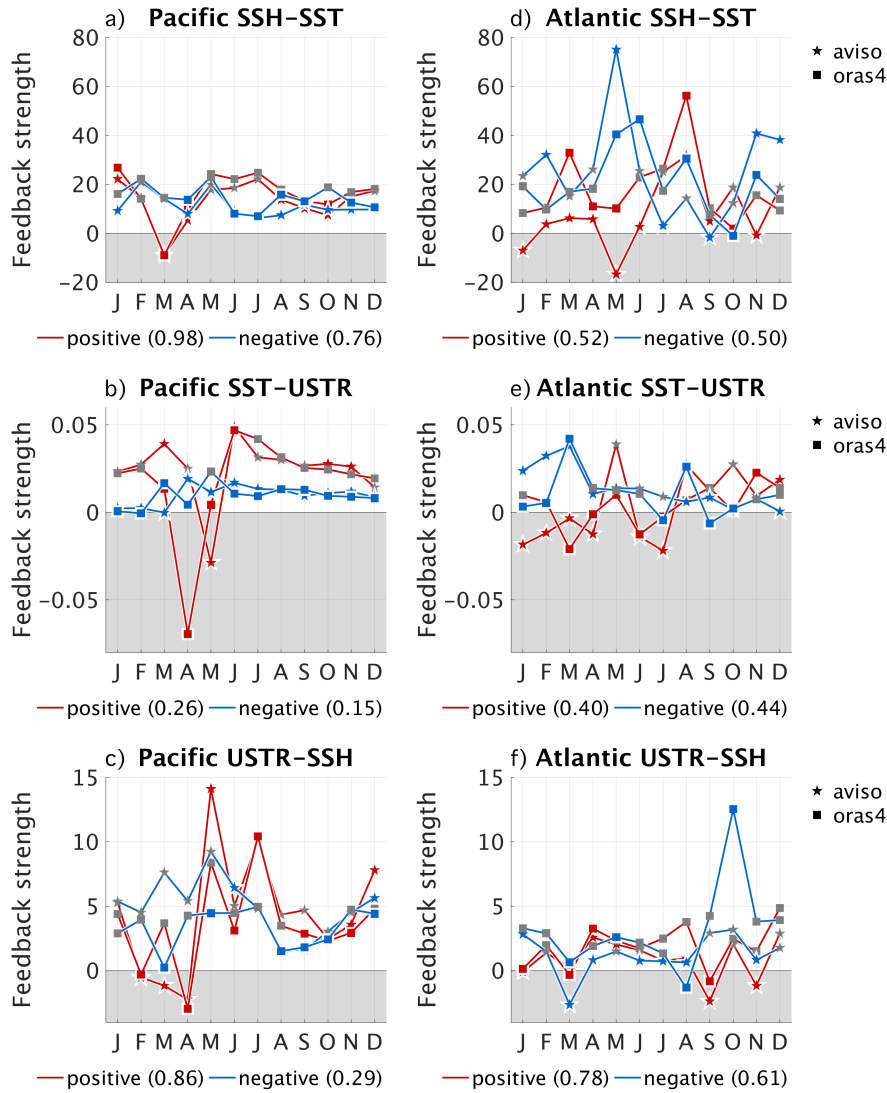 a) Pacific SSH-SST
Feedback strength
80
60
40
20
0
-20
J F M A M J J A S O N D
positive (0.98) negative (0.76)
d) Atlantic SSH-SST
Feedback strength
80
60
40
20
0
-20
J F M A M J J A S O N D
positive (0.52) negative (0.50)
aviso
oras4
b) Pacific SST-USTR
Feedback strength
0.05
0
-0.05
J F M A M J J A S O N D
positive (0.26) negative (0.15)
e) Atlantic SST-USTR
Feedback strength
0.05
0
-0.05
J F M A M J J A S O N D
positive (0.40) negative (0.44)
aviso
oras4
c) Pacific USTR-SSH
Feedback strength
15
10
5
0
J F M A M J J A S O N D
positive (0.86) negative (0.29)
f) Atlantic USTR-SSH
Feedback strength
15
10
5
0
J F M A M J J A S O N D
positive (0.78) negative (0.61)
aviso
oras4